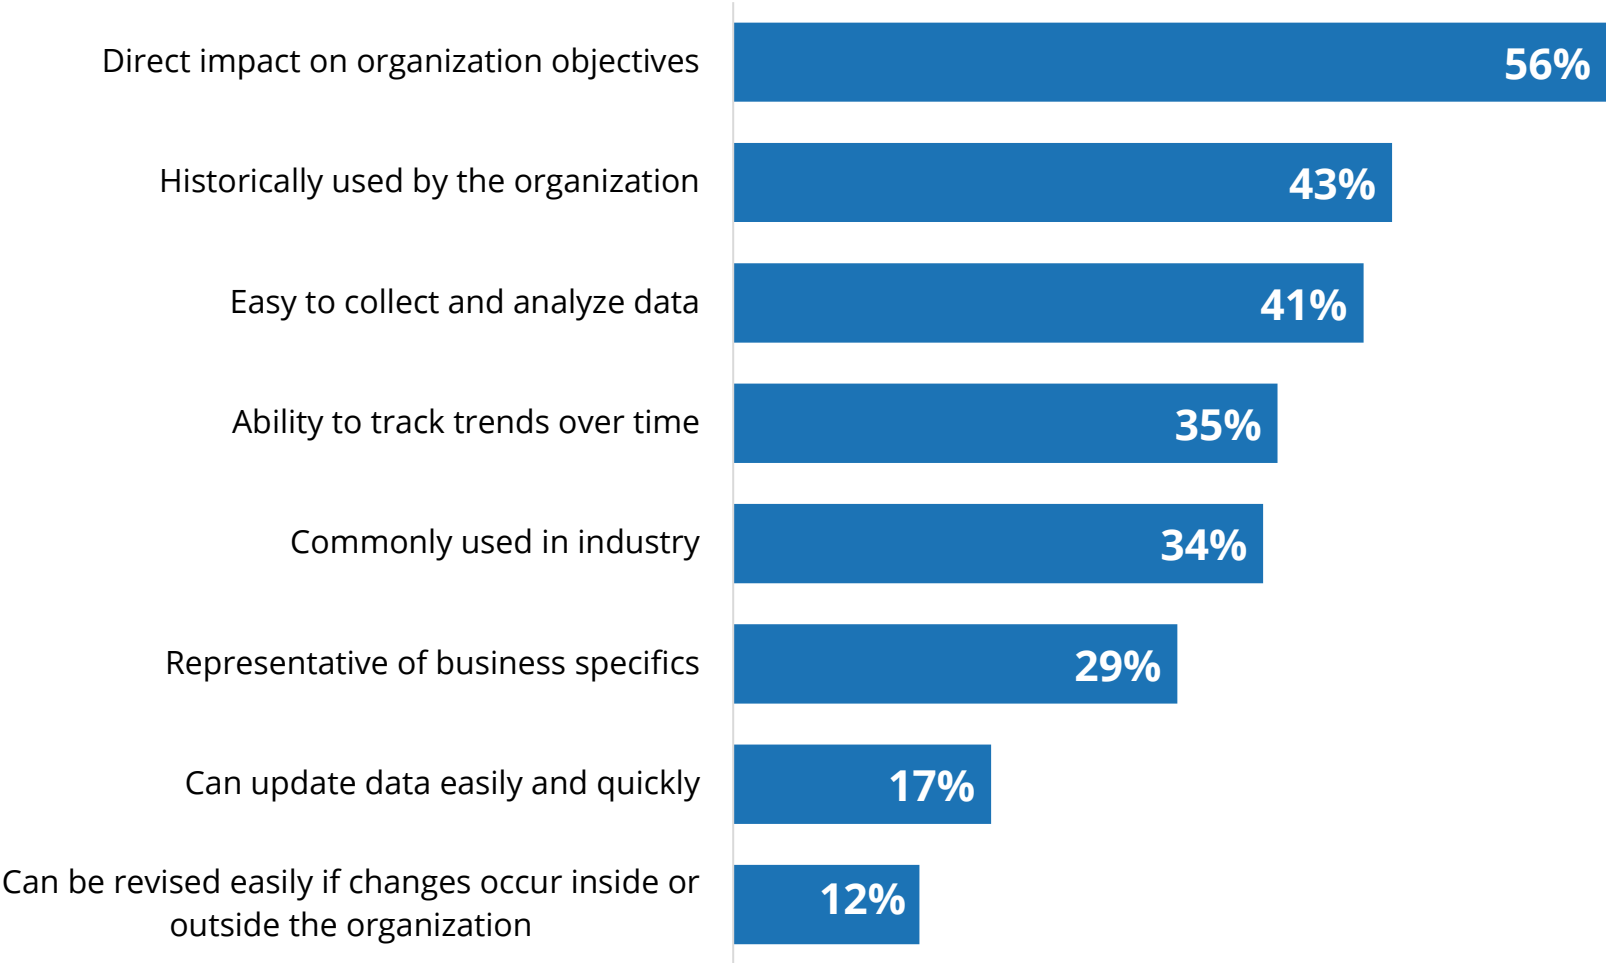 Direct impact on organization objectives 56%
Historically used by the organization 43%
Easy to collect and analyze data 41%
Ability to track trends over time 35%
Commonly used in industry 34%
Representative of business specifics 29%
Can update data easily and quickly 17%
Can be revised easily if changes occur inside or
outside the organization 12%